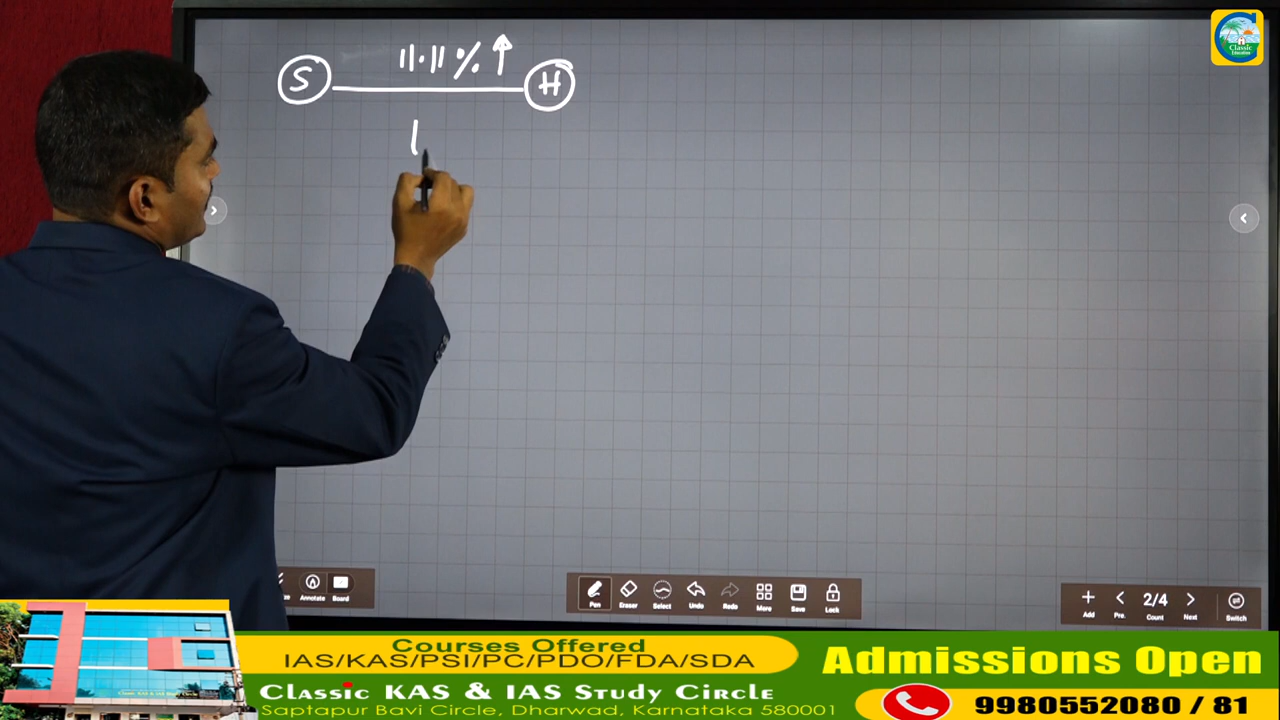 11.11 % ↑
S H
Classic
Education
Annotate
Board
Pen
Eraser
Select
Undo
Redo
More
Save
Lock
Add
Pre.
2/4
Count
Next
Switch
Courses Offered
IAS/KAS/PSI/PC/PDO/FDA/SDA
Classic KAS & IAS Study Circle
Saptapur Bavi Circle, Dharwad, Karnataka 580001
Admissions Open
9980552080 / 81